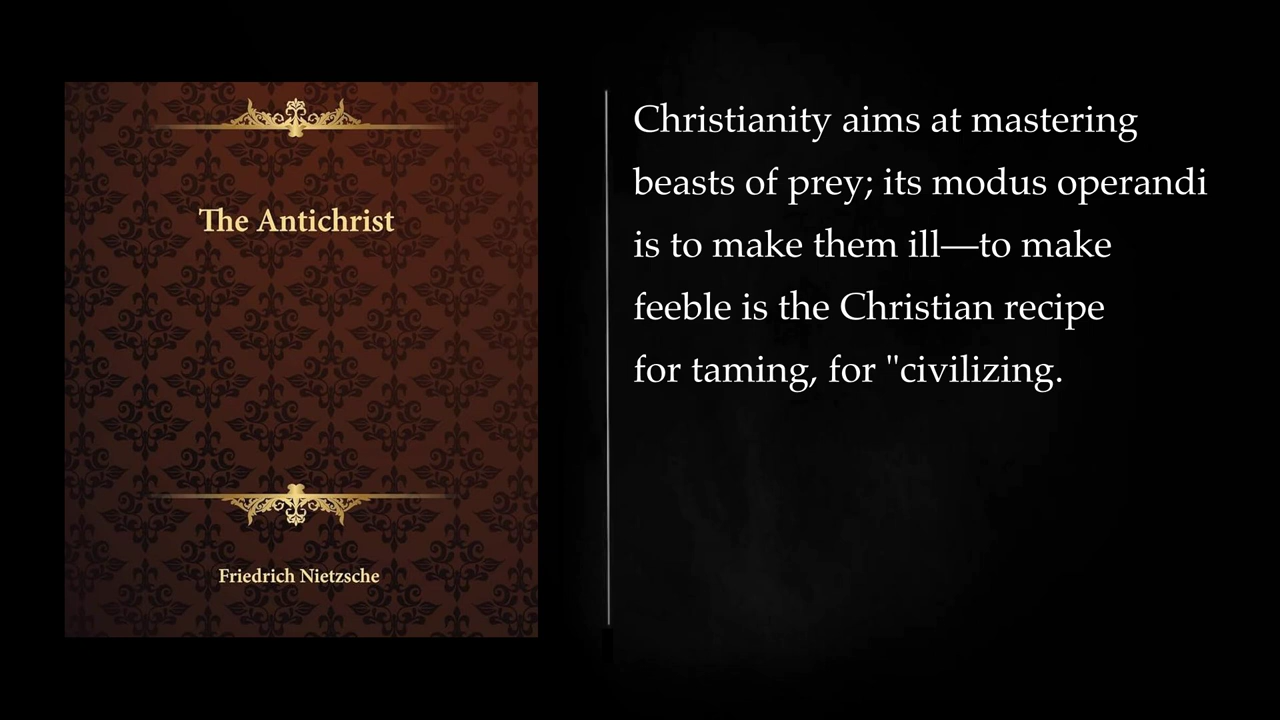 The Antichrist
Friedrich Nietzsche
Christianity aims at mastering
beasts of prey; its modus operandi
is to make them ill—to make
feeble is the Christian recipe
for taming, for "civilizing.